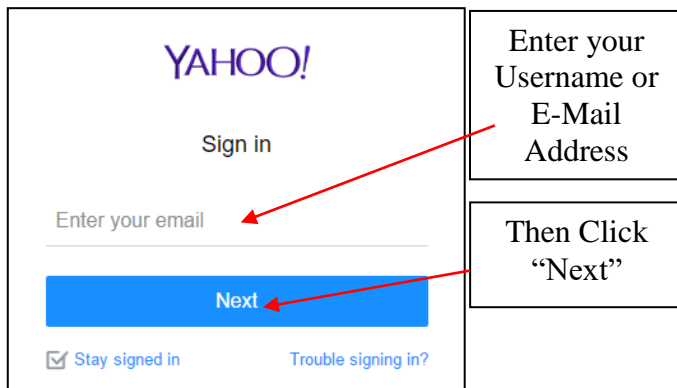 YAHOO!
Sign in
Enter your email
Next
Stay signed in
Trouble signing in?
Enter your
Username or
E-Mail
Address
Then Click
“Next”